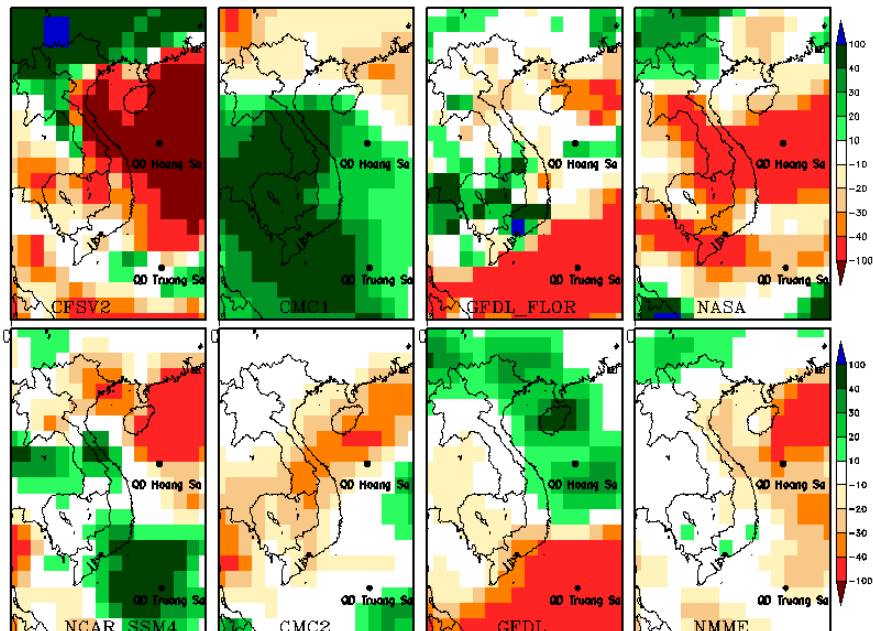 QD Hoang Sa
QD Truong Sa
CFSV2
QD Hoang Sa
QD Truong Sa
CMC1
QD Hoang Sa
QD Truong Sa
GFDL_FLOR
QD Hoang Sa
QD Truong Sa
NASA
100
40
30
20
10
-10
-20
-30
-40
-100
QD Hoang Sa
QD Truong Sa
NCAR_SSM4
QD Hoang Sa
QD Truong Sa
CMC2
QD Hoang Sa
QD Truong Sa
GFDL
QD Hoang Sa
QD Truong Sa
NMME
100
40
30
20
10
-10
-20
-30
-40
-100